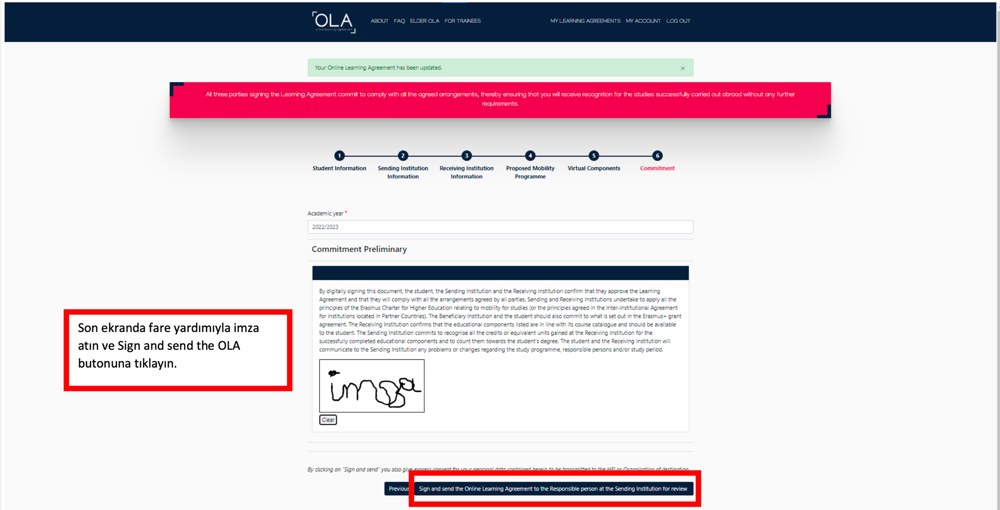 OLA
online learning agreement
ABOUT FAQ ELDER OLA FOR TRAINEES
MY LEARNING AGREEMENTS MY ACCOUNT LOG OUT
Your Online Learning Agreement has been updated.
×
All three parties signing the Learning Agreement commit to comply with all the agreed arrangements, thereby ensuring that you will receive recognition for the studies successfully carried out abroad without any further
requirements.
1 2 3 4 5 6
Student Information
Sending Institution
Information
Receiving Institution
Information
Proposed Mobility
Programme
Virtual Components
Commitment
Academic year *
2022/2023
Commitment Preliminary
By digitally signing this document, the student, the Sending Institution and the Receiving Institution confirm that they approve the Learning
Agreement and that they will comply with all the arrangements agreed by all parties. Sending and Receiving Institutions undertake to apply all the
principles of the Erasmus Charter for Higher Education relating to mobility for studies (or the principles agreed in the Inter-Institutional Agreement
for institutions located in Partner Countries). The Beneficiary Institution and the student should also commit to what is set out in the Erasmus+ grant
agreement. The Receiving Institution confirms that the educational components listed are in line with its course catalogue and should be available
to the student. The Sending Institution commits to recognise all the credits or equivalent units gained at the Receiving Institution for the
successfully completed educational components and to count them towards the student's degree. The student and the Receiving Institution will
communicate to the Sending Institution any problems or changes regarding the study programme, responsible persons and/or study period.
Son ekranda fare yardımıyla imza
atın ve Sign and send the OLA
butonuna tıklayın.
imza
Clear
By clicking on "Sign and send" you also give express consent for your personal data contained herein to be transmitted to the HEI or Organisation of destination
Previous
Sign and send the Online Learning Agreement to the Responsible person at the Sending Institution for review